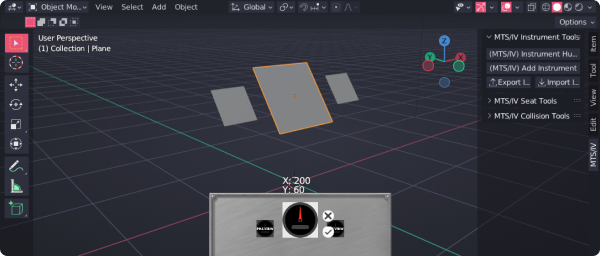 Object Mo...
View
Select
Add
Object
Global
Options
User Perspective
(1) Collection | Plane
Z
MTS/IV Instrument Tools
(MTS/IV) Instrument Hu...
(MTS/IV) Add Instrument
Export I...
Import I...
MTS/IV Seat Tools
MTS/IV Collision Tools
Item
Tool
View
Edit
MTS/IV
X: 200
Y: 60